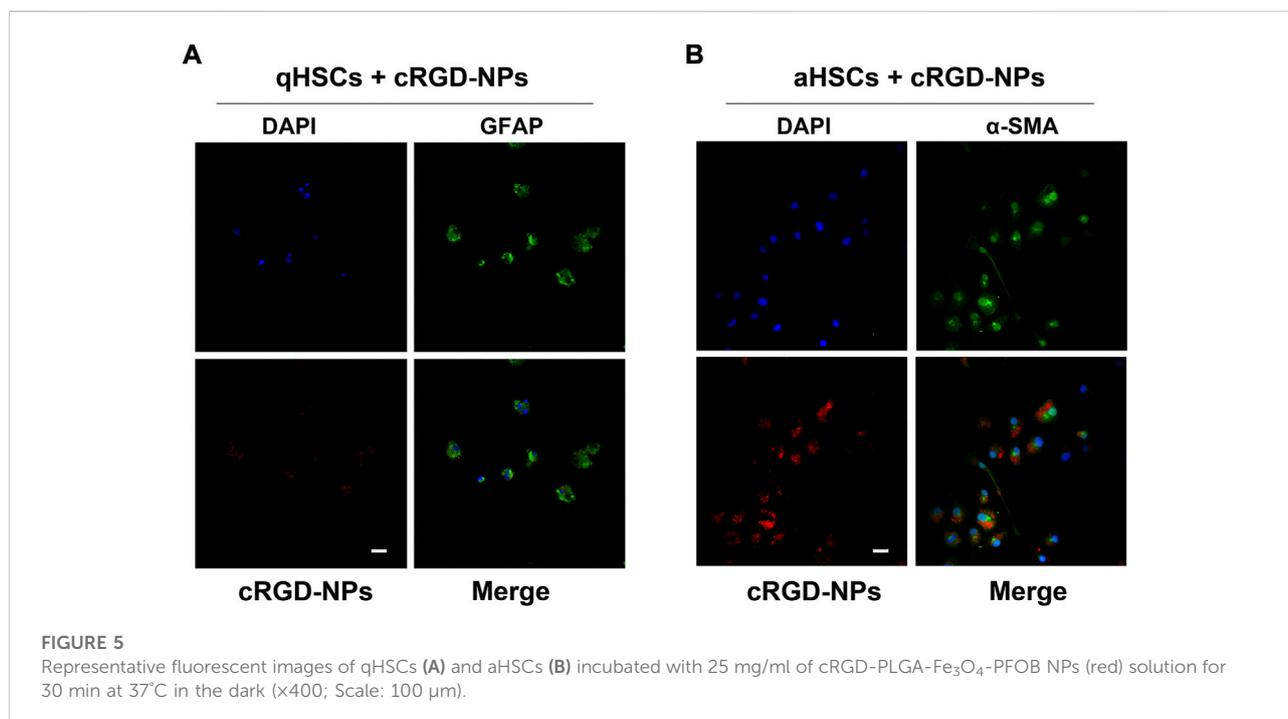 A
qHSCs + cRGD-NPs
DAPI
GFAP
cRGD-NPs
Merge
B
aHSCs + cRGD-NPs
DAPI
α-SMA
cRGD-NPs
Merge
FIGURE 5
Representative fluorescent images of qHSCs (A) and aHSCs (B) incubated with 25 mg/ml of cRGD-PLGA-Fe₃O₄-PFOB NPs (red) solution for
30 min at 37°C in the dark (×400; Scale: 100 μm).